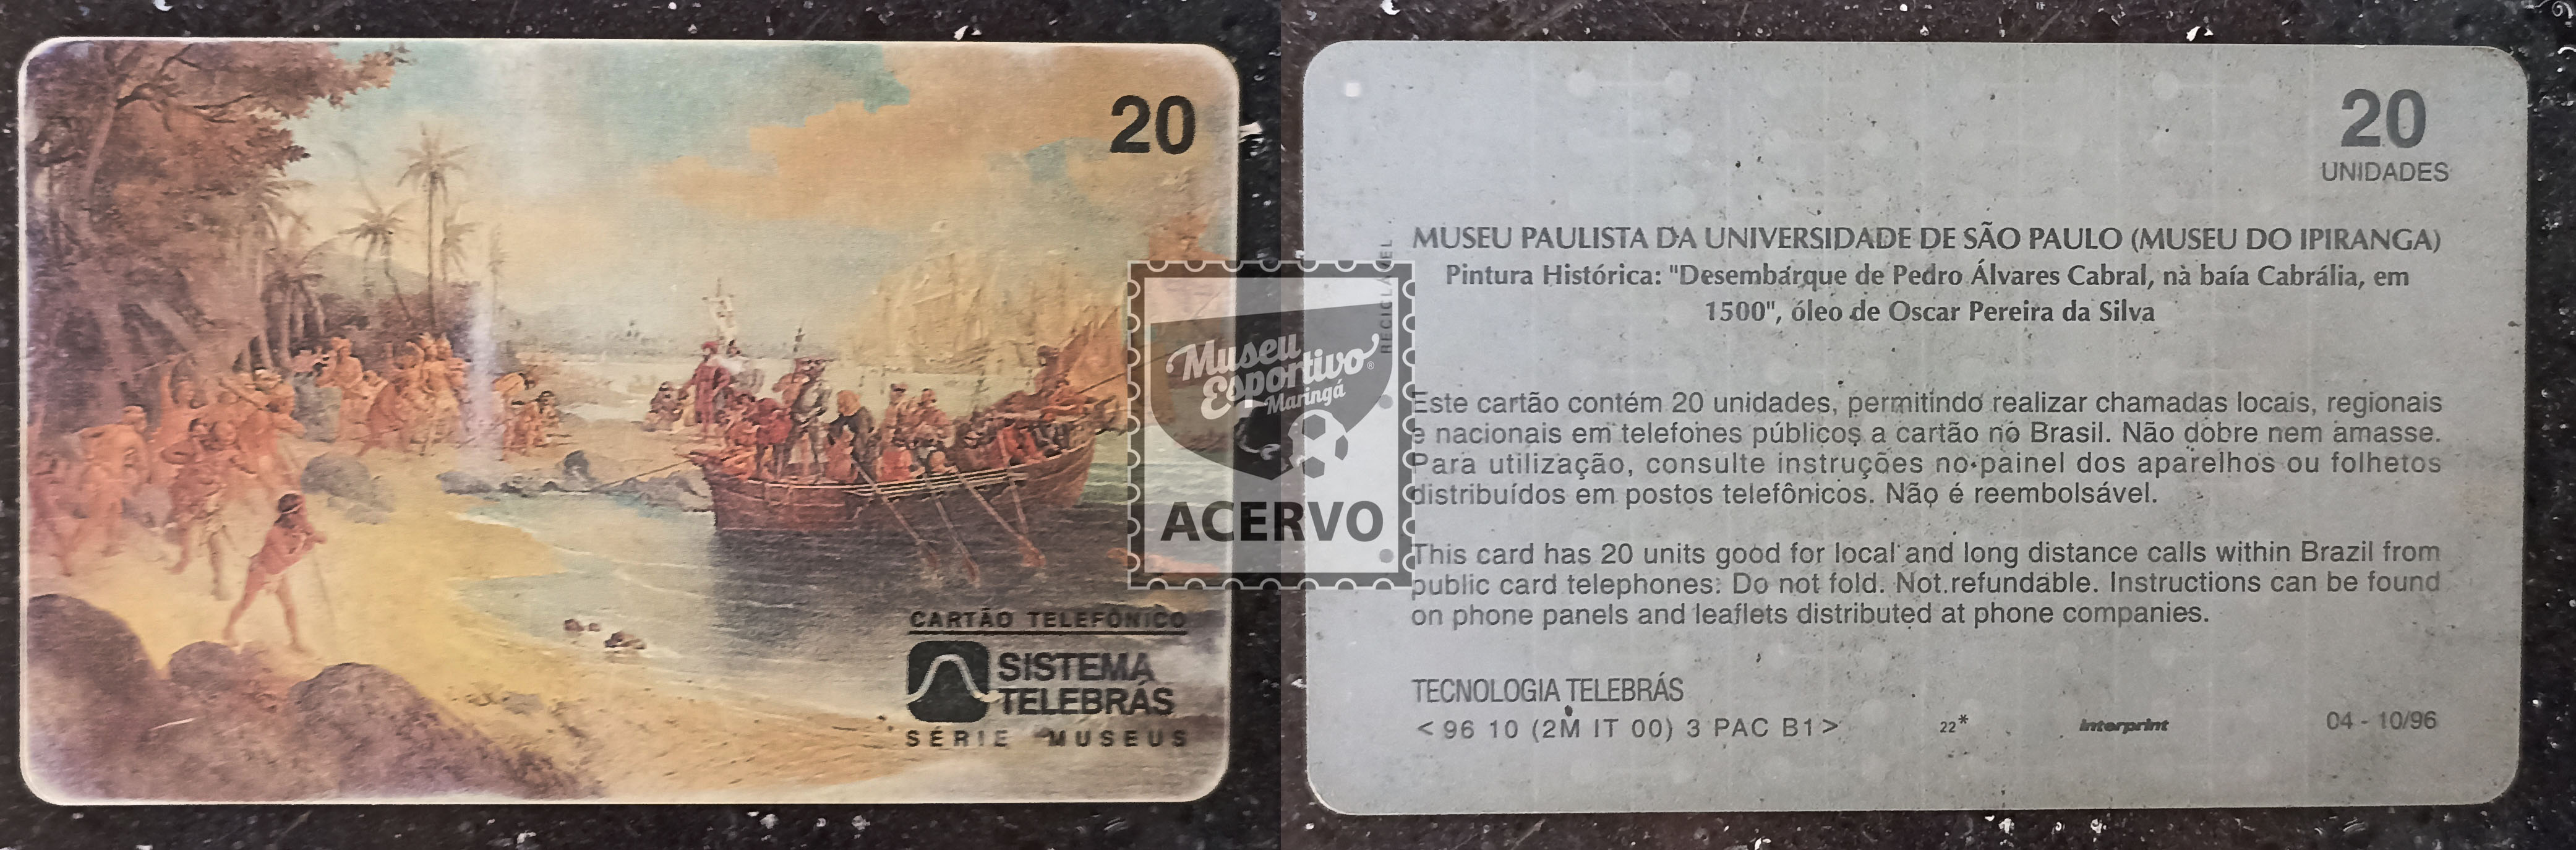 20
CARTÃO TELEFÔNICO
SISTEMA
TELEBRÁS
SÉRIE MUSEUS
Museu
Esportivo
Maringá
ACERVO
20
UNIDADES
RECICLÁVEL
MUSEU PAULISTA DA UNIVERSIDADE DE SÃO PAULO (MUSEU DO IPIRANGA)
Pintura Histórica: "Desembarque de Pedro Álvares Cabral, na baía Cabrália, em
1500", óleo de Oscar Pereira da Silva
Este cartão contém 20 unidades, permitindo realizar chamadas locais, regionais
e nacionais em telefones públicos a cartão no Brasil. Não dobre nem amasse.
Para utilização, consulte instruções no painel dos aparelhos ou folhetos
distribuídos em postos telefônicos. Não é reembolsável.
This card has 20 units good for local and long distance calls within Brazil from
public card telephones. Do not fold. Not refundable. Instructions can be found
on phone panels and leaflets distributed at phone companies.
TECNOLOGIA TELEBRÁS
< 96 10 (2M IT 00) 3 PAC B1 > 22* interprint 04 - 10/96